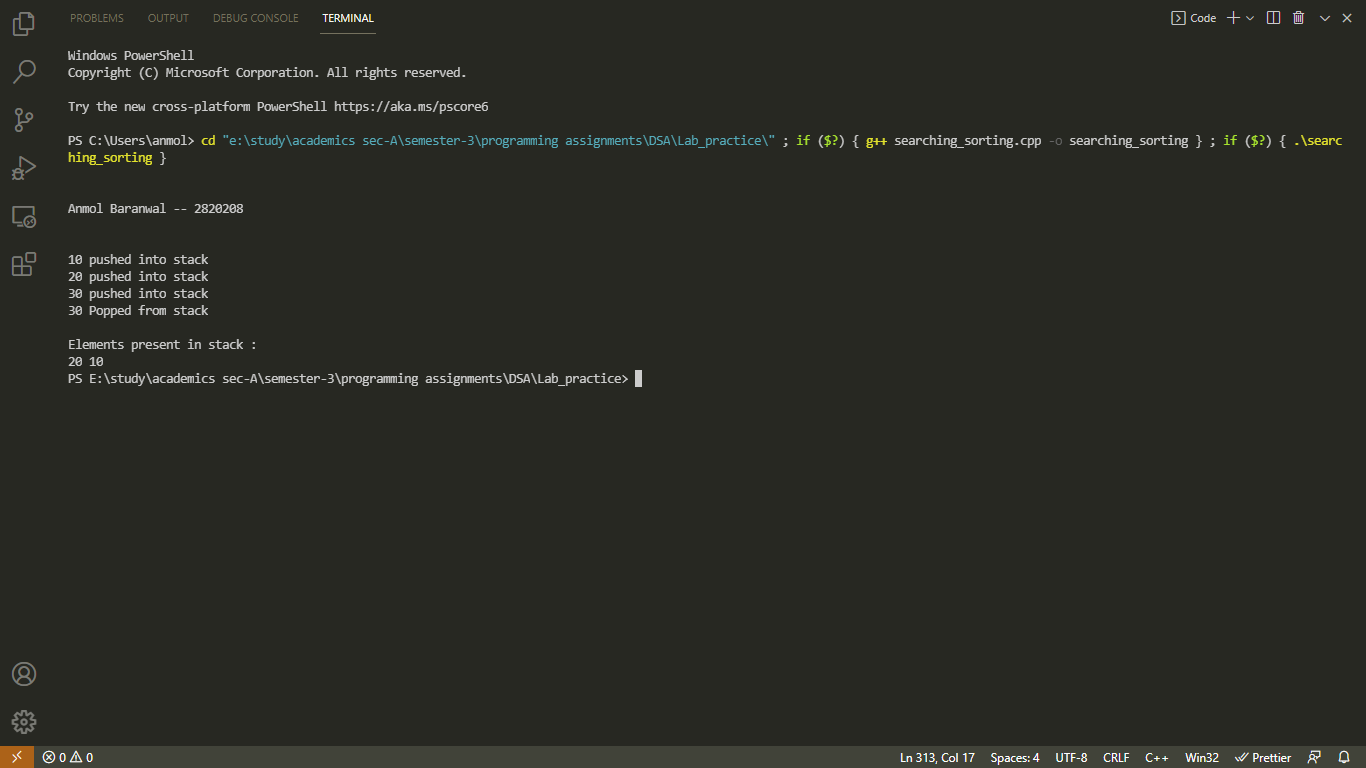 PROBLEMS OUTPUT DEBUG CONSOLE TERMINAL Code
Windows PowerShell
Copyright (C) Microsoft Corporation. All rights reserved.
Try the new cross-platform PowerShell https://aka.ms/pscore6
PS C:\Users\anmol> cd "e:\study\academics sec-A\semester-3\programming assignments\DSA\Lab_practice\" ; if ($?) { g++ searching_sorting.cpp -o searching_sorting } ; if ($?) { .\searc
hing_sorting }
Anmol Baranwal -- 2820208
10 pushed into stack
20 pushed into stack
30 pushed into stack
30 Popped from stack
Elements present in stack :
20 10
PS E:\study\academics sec-A\semester-3\programming assignments\DSA\Lab_practice>
0 0 Ln 313, Col 17 Spaces: 4 UTF-8 CRLF C++ Win32 Prettier